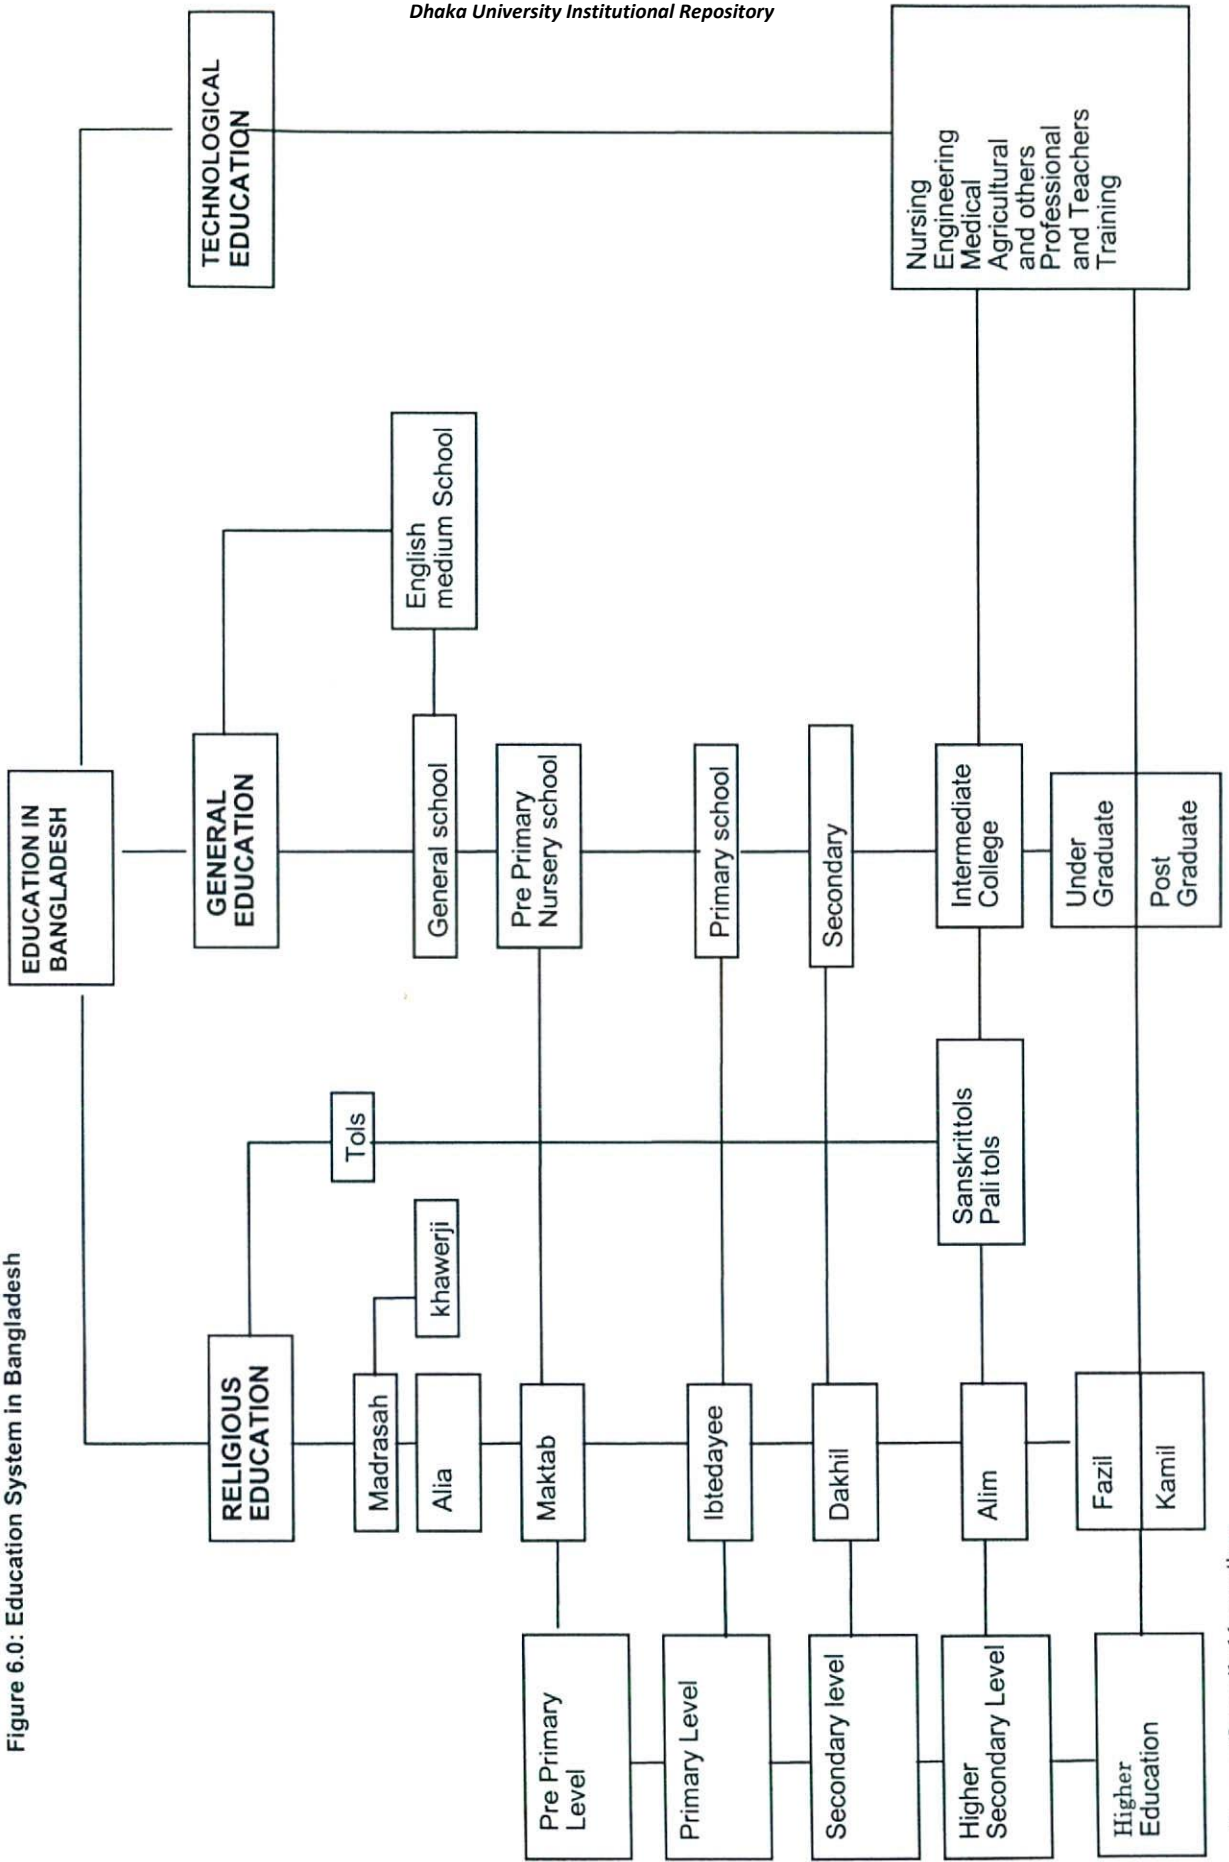 Dhaka University Institutional Repository
Figure 6.0: Education System in Bangladesh
EDUCATION IN
BANGLADESH
RELIGIOUS
EDUCATION
GENERAL
EDUCATION
TECHNOLOGICAL
EDUCATION
Tols
Madrasah
khawerji
Alia
General school
English
medium School
Pre Primary
Level
Maktab
Pre Primary
Nursery school
Primary Level
Ibtedayee
Primary school
Secondary level
Dakhil
Secondary
Higher
Secondary Level
Alim
Sanskrittols
Pali tols
Intermediate
College
Nursing
Engineering
Medical
Agricultural
and others
Professional
and Teachers
Training
Higher
Education
Fazil
Kamil
Under
Graduate
Post
Graduate